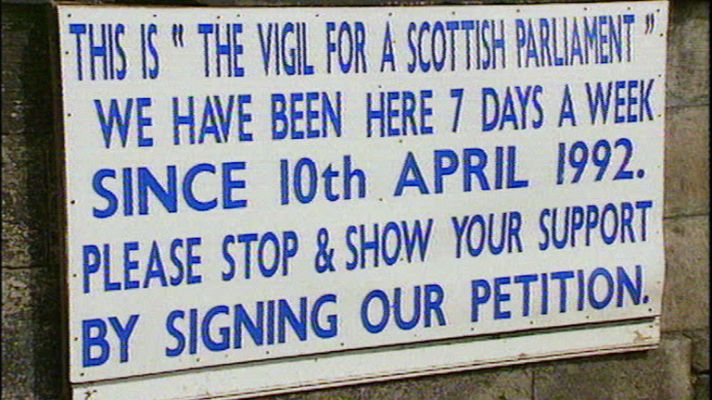 THIS IS " THE VIGIL FOR A SCOTTISH PARLIAMENT "
WE HAVE BEEN HERE 7 DAYS A WEEK
SINCE 10th APRIL 1992.
PLEASE STOP & SHOW YOUR SUPPORT
BY SIGNING OUR PETITION.